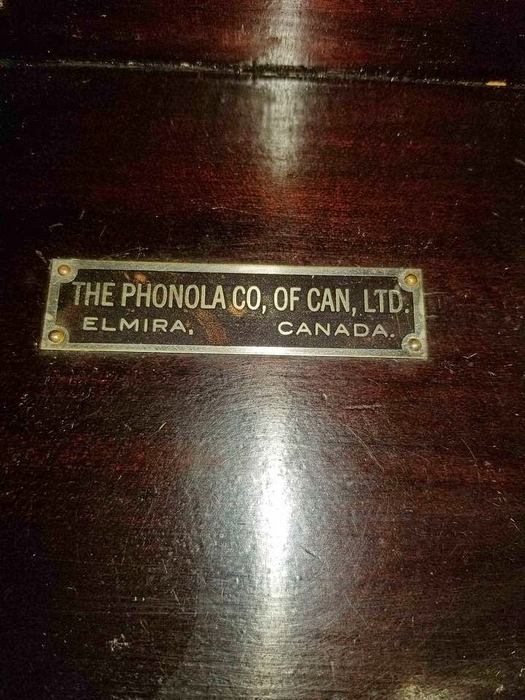 THE PHONOLA CO, OF CAN, LTD.
ELMIRA, CANADA.